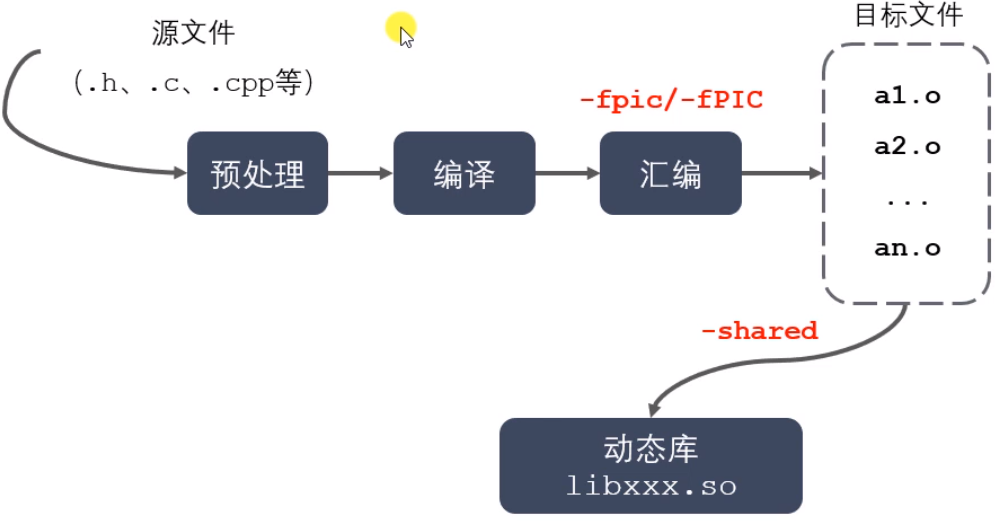 源文件
（.h、.c、.cpp等）
目标文件
-fpic/-fPIC
预处理
编译
汇编
a1.o
a2.o
...
an.o
-shared
动态库
libxxx.so